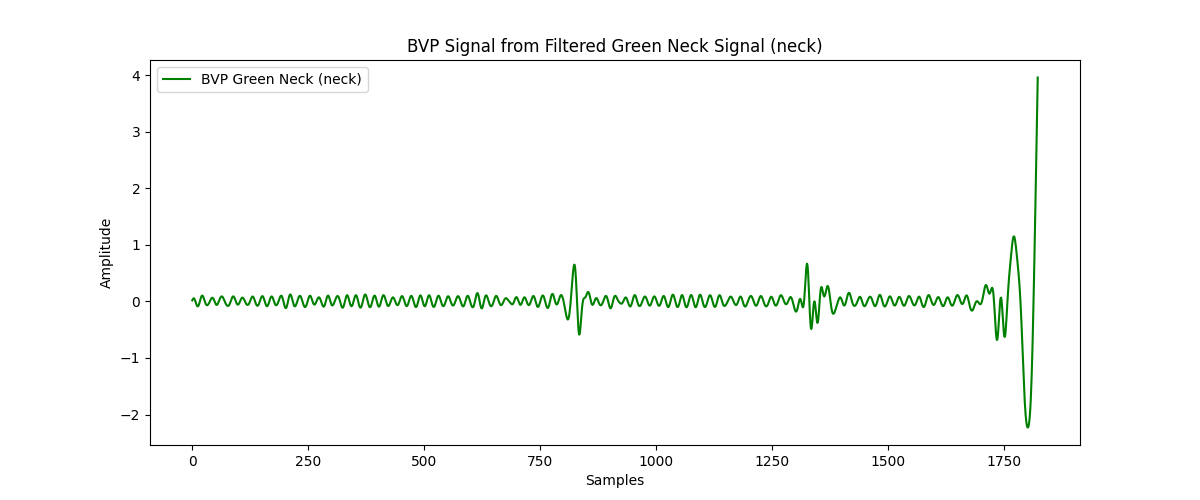 BVP Signal from Filtered Green Neck Signal (neck)
BVP Green Neck (neck)
Amplitude
4
3
2
1
0
−1
−2
0 250 500 750 1000 1250 1500 1750
Samples